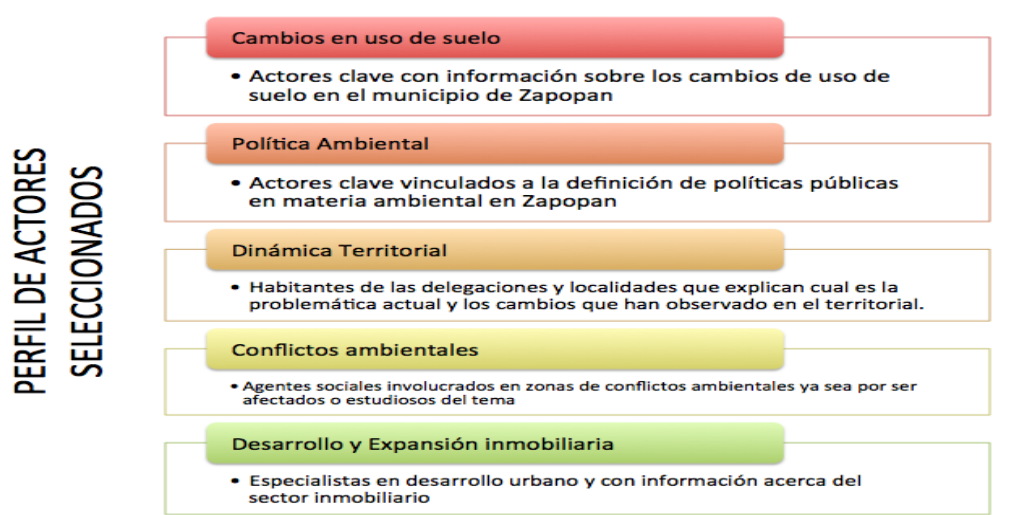 PERFIL DE ACTORES
SELECCIONADOS
Cambios en uso de suelo
• Actores clave con información sobre los cambios de uso de
suelo en el municipio de Zapopan
Política Ambiental
• Actores clave vinculados a la definición de políticas públicas
en materia ambiental en Zapopan
Dinámica Territorial
• Habitantes de las delegaciones y localidades que explican cual es la
problemática actual y los cambios que han observado en el territorial.
Conflictos ambientales
• Agentes sociales involucrados en zonas de conflictos ambientales ya sea por ser
afectados o estudiosos del tema
Desarrollo y Expansión inmobiliaria
• Especialistas en desarrollo urbano y con información acerca del
sector inmobiliario